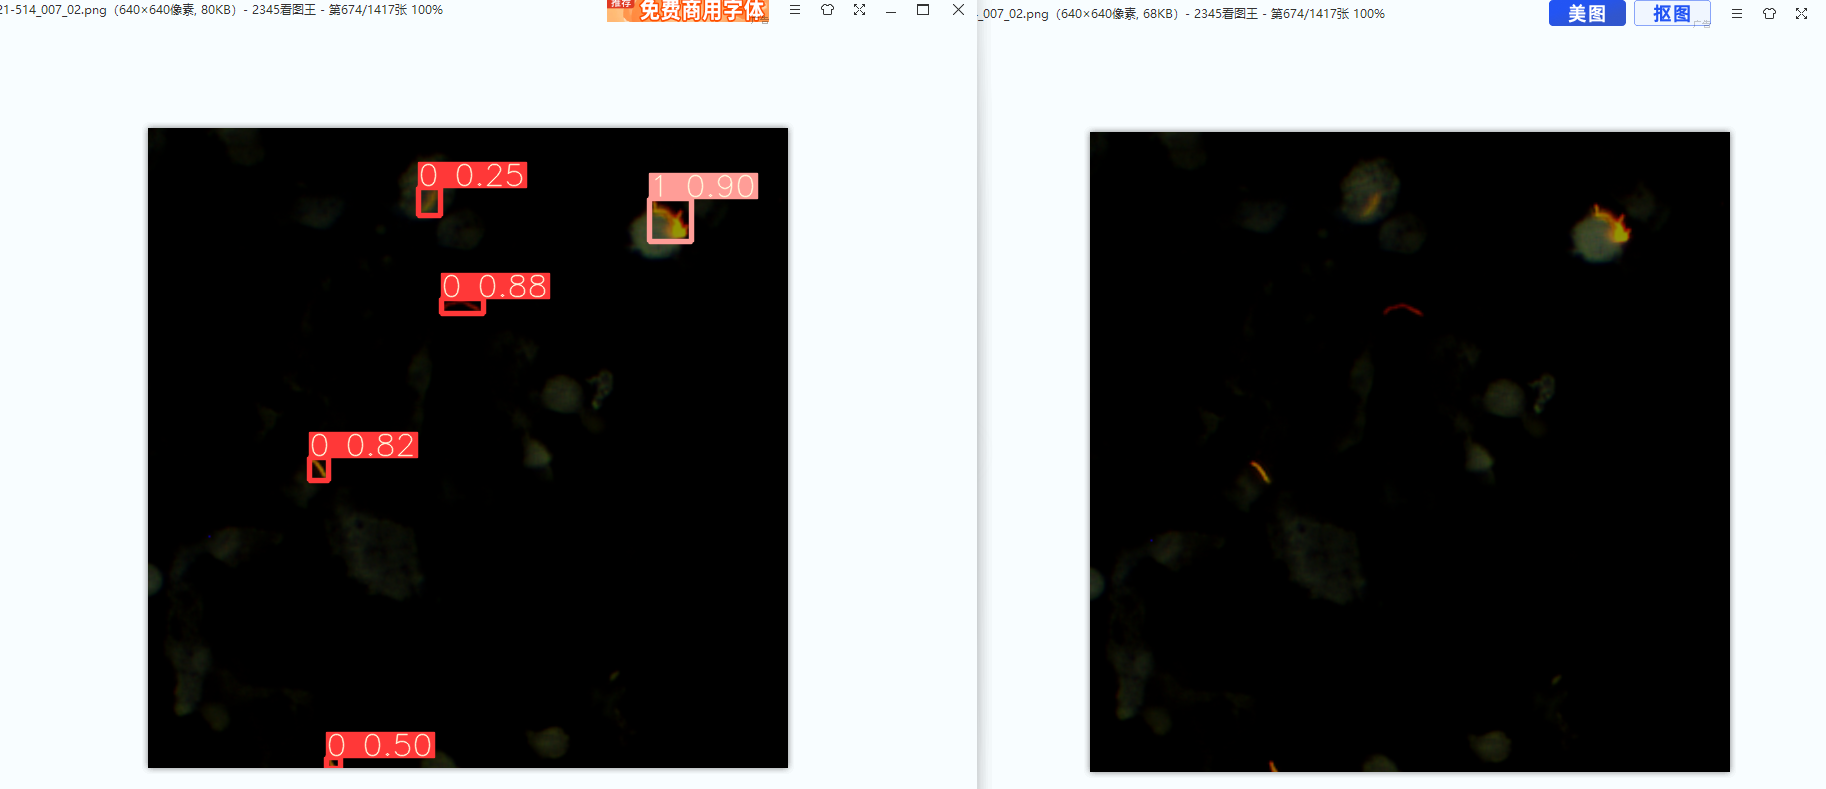 21-514_007_02.png（640×640像素, 80KB）- 2345看图王 - 第674/1417张 100%
推荐
免费商用字体
广告
_007_02.png（640×640像素, 68KB）- 2345看图王 - 第674/1417张 100%
美图
抠图
广告
0 0.25
1 0.90
0 0.88
0 0.82
0 0.50